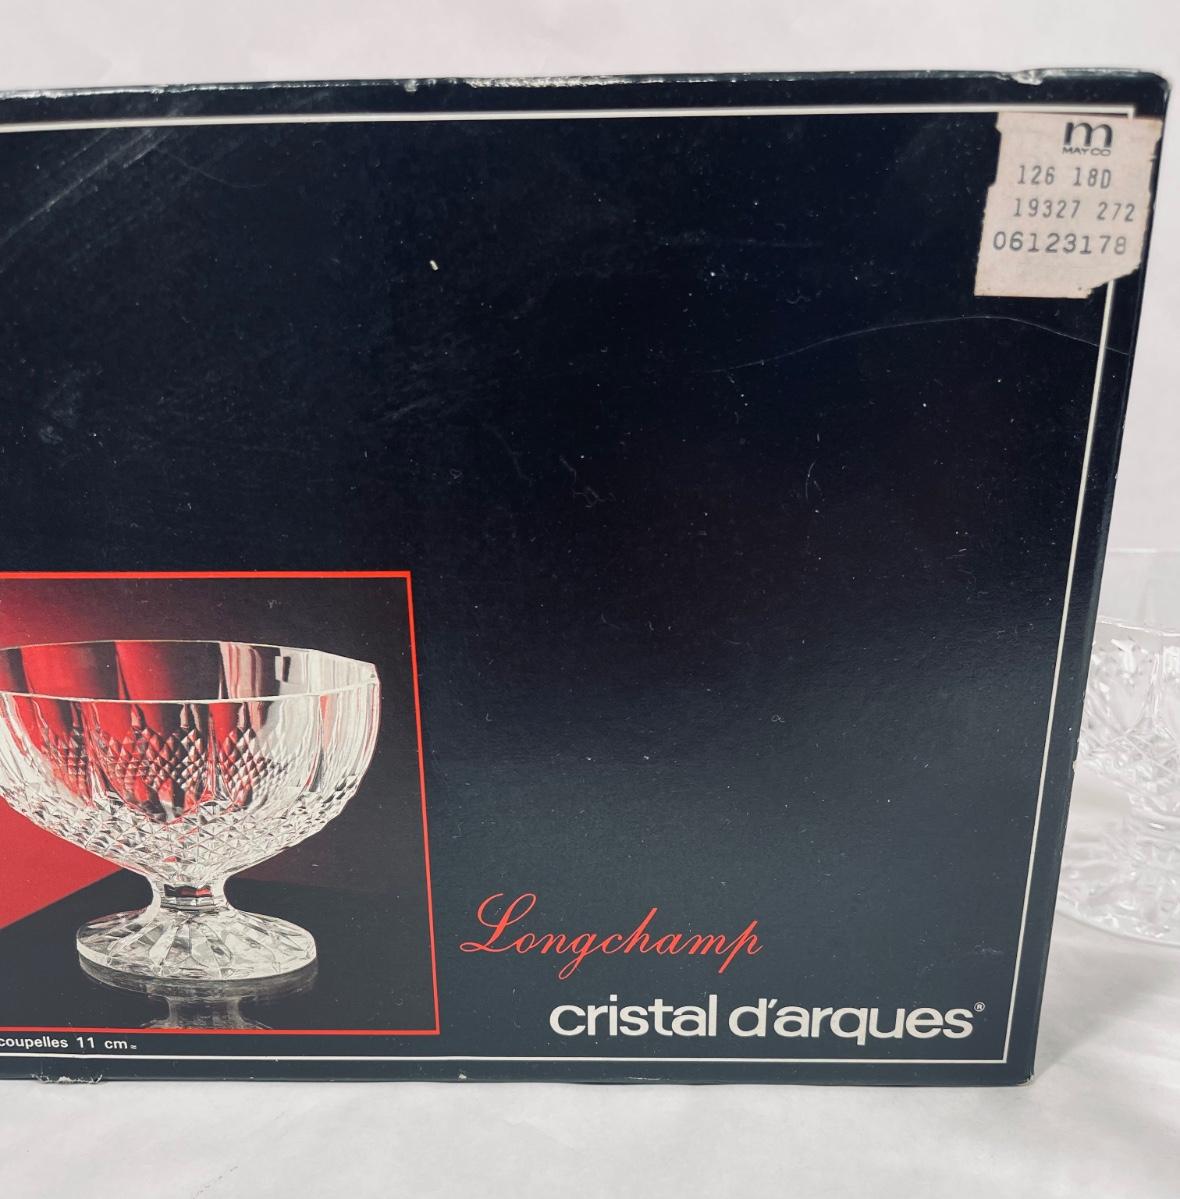 m
MAY CO
126 18D
19327 272
06123178
Longchamp
cristal d'arques®
coupelles 11 cm